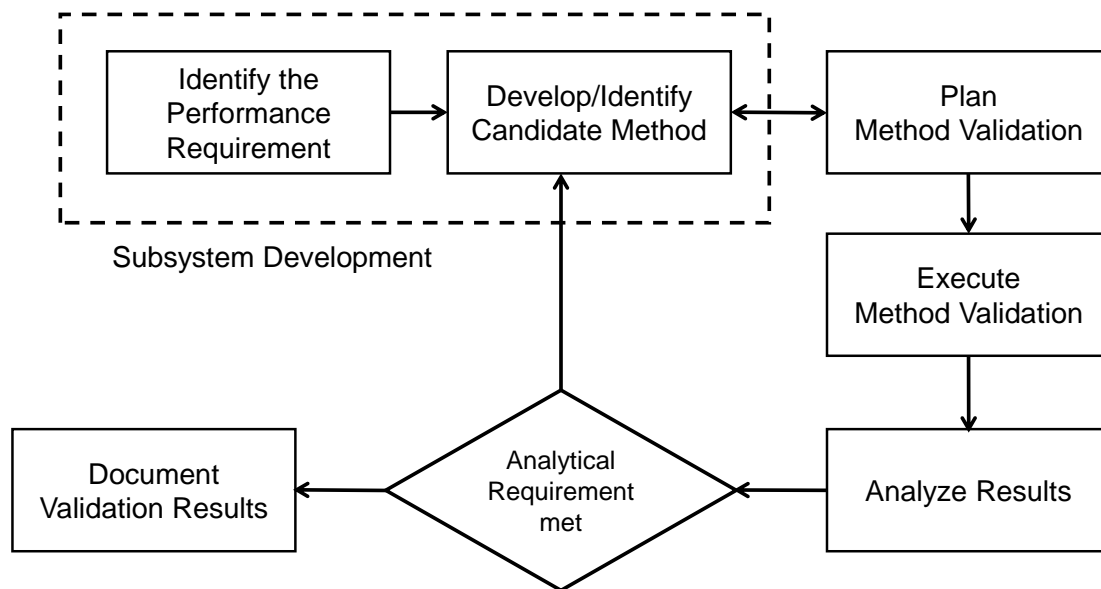 Identify the
Performance
Requirement
Develop/Identify
Candidate Method
Plan
Method Validation
Subsystem Development
Execute
Method Validation
Document
Validation Results
Analytical
Requirement
met
Analyze Results